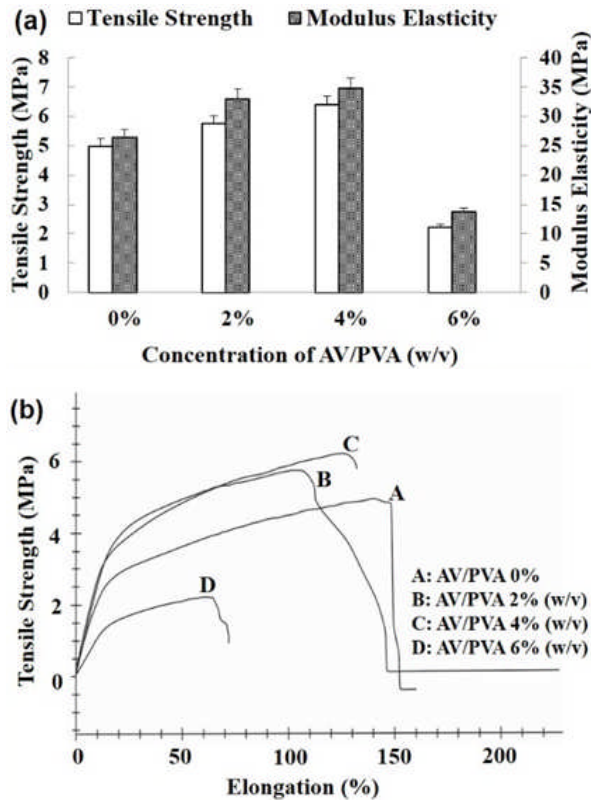 (a)
Tensile Strength Modulus Elasticity
Tensile Strength (MPa)
8
7
6
5
4
3
2
1
0
40
35
30
25
20
15
10
5
0
Modulus Elasticity (MPa)
0% 2% 4% 6%
Concentration of AV/PVA (w/v)
(b)
Tensile Strength (MPa)
6
4
2
0
C
B
A
D
A: AV/PVA 0%
B: AV/PVA 2% (w/v)
C: AV/PVA 4% (w/v)
D: AV/PVA 6% (w/v)
0 50 100 150 200
Elongation (%)